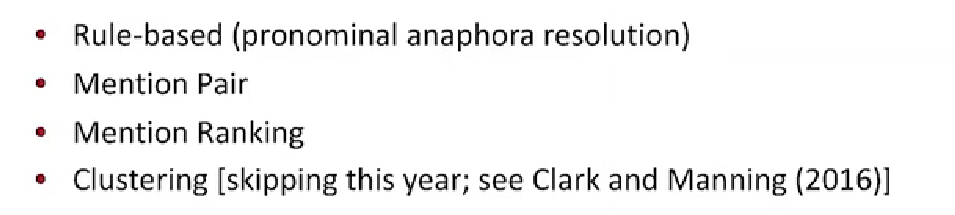 • Rule-based (pronominal anaphora resolution)
• Mention Pair
• Mention Ranking
• Clustering [skipping this year; see Clark and Manning (2016)]